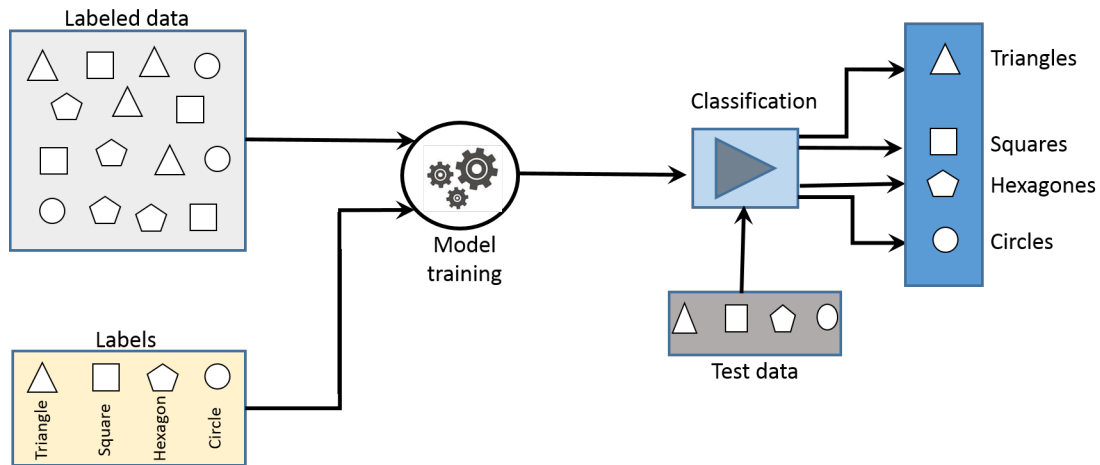 Labeled data
Labels
Triangle
Square
Hexagon
Circle
Model
training
Classification
Test data
Triangles
Squares
Hexagones
Circles